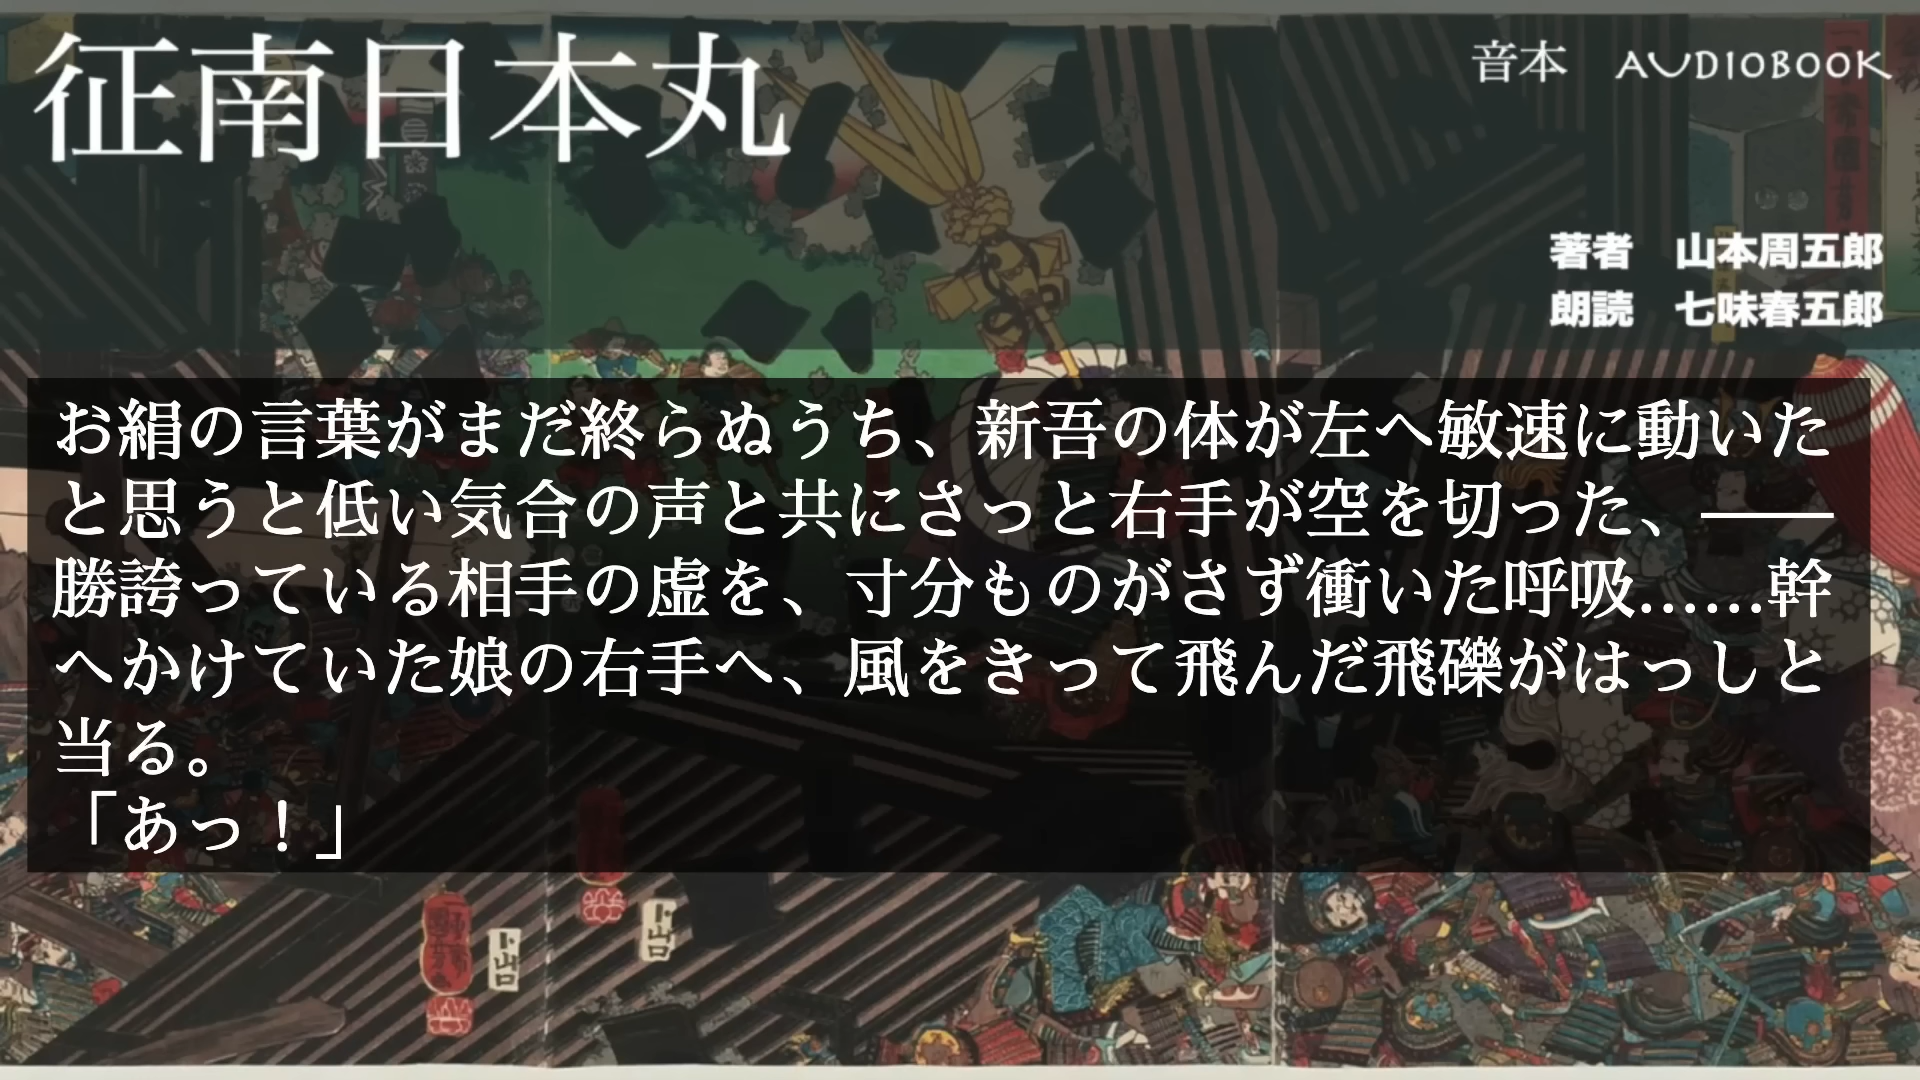 征南日本丸
音本　AUDIOBOOK
著者　山本周五郎
朗読　七味春五郎
お絹の言葉がまだ終らぬうち、新吾の体が左へ敏速に動いた
と思うと低い気合の声と共にさっと右手が空を切った、――
勝誇っている相手の虚を、寸分ものがさず衝いた呼吸……幹
へかけていた娘の右手へ、風をきって飛んだ飛礫がはっしと
当る。
「あっ！」